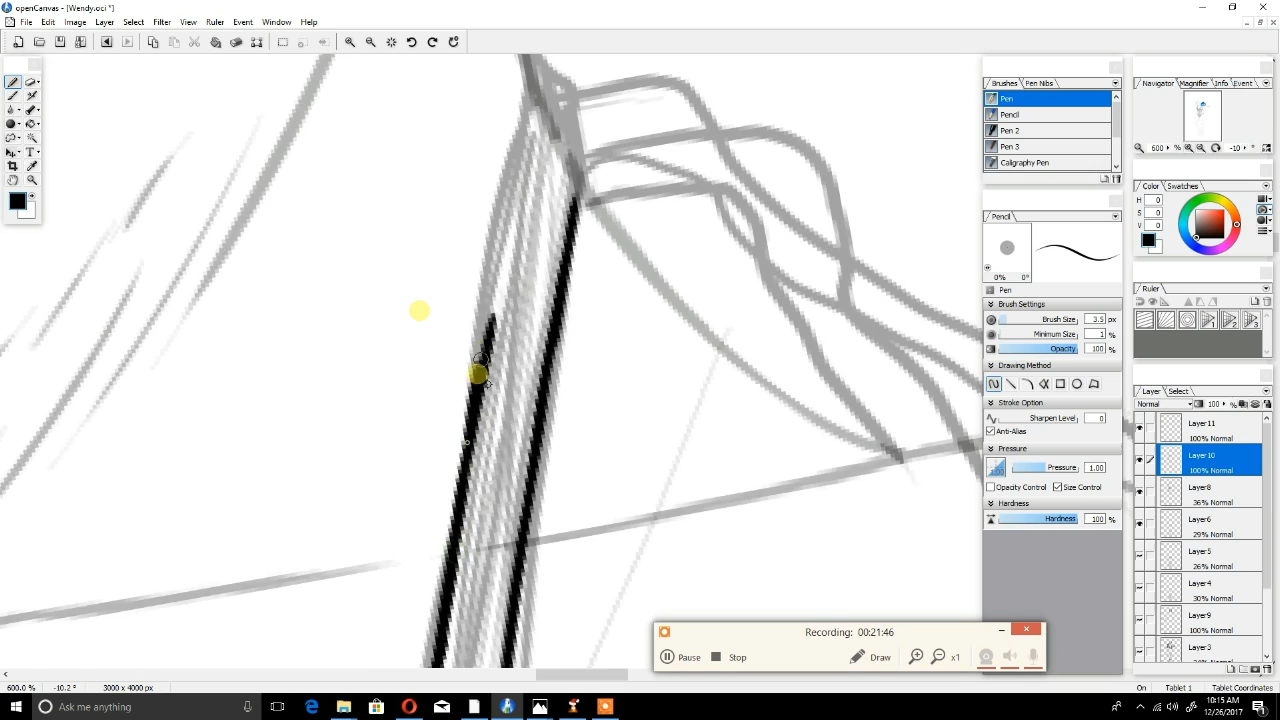 openCanvas - [Wendy.oci *]
File Edit Image Layer Select Filter View Ruler Event Window Help
Brushes Pen Nibs
Pen
Pencil
Pen 2
Pen 3
Caligraphy Pen
Pencil
0% 0°
Pen
Brush Settings
Brush Size 3.5 px
Minimum Size 1 %
Opacity 100 %
Drawing Method
Stroke Option
Sharpen Level 0
Anti-Alias
Pressure
Pressure 1.00
Opacity Control Size Control
Hardness
Hardness 100 %
Navigator Magnifier Info Event
600 % -10 °
Color Swatches
H 0
S 0
V 0
Ruler
Layer Select
Normal 100 %
Layer11
100% Normal
Layer10
100% Normal
Layer8
36% Normal
Layer6
29% Normal
Layer5
26% Normal
Layer4
30% Normal
Layer9
100% Normal
Layer3
Recording: 00:21:46
Pause Stop Draw x1
600.0 % -10.2 ° 3000 x 4000 px On Tablet 1 Tablet Coordinates
Ask me anything
10:15 AM
12/26/2017